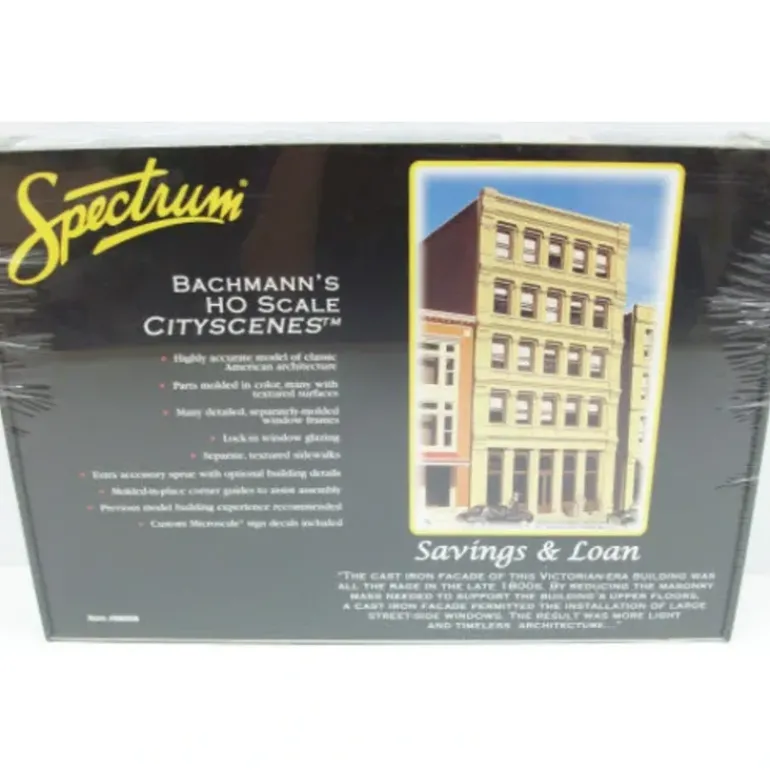 Spectrum
BACHMANN'S
HO SCALE
CITYSCENES™
• Highly accurate model of classic
American architecture
• Parts molded in color, many with
textured surfaces
• Many detailed, separately-molded
window frames
• Lock-in window glazing
• Separate, textured sidewalks
• Extra accessory sprue with optional building details
• Molded-in-place corner guides to assist assembly
• Previous model building experience recommended
• Custom Microscale® sign decals included
Savings & Loan
"THE CAST IRON FACADE OF THIS VICTORIAN-ERA BUILDING WAS
ALL THE RAGE IN THE LATE 1800S. BY REDUCING THE MASONRY
MASS NEEDED TO SUPPORT THE BUILDING'S UPPER FLOORS,
A CAST IRON FACADE PERMITTED THE INSTALLATION OF LARGE
STREET-SIDE WINDOWS. THE RESULT WAS MORE LIGHT
AND TIMELESS ARCHITECTURE..."